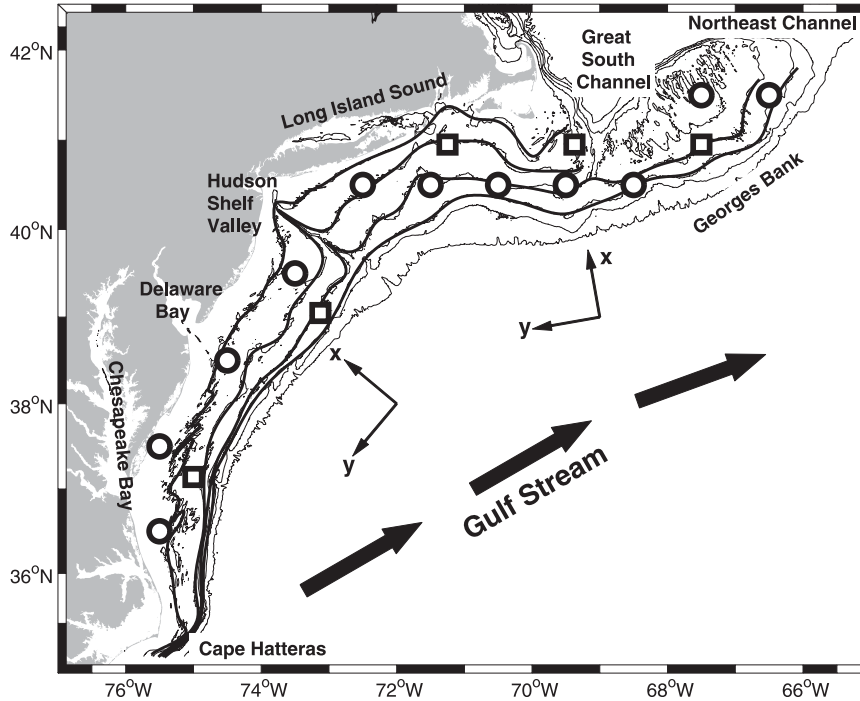 Northeast Channel
42°N
Great
South
Channel
Long Island Sound
Hudson
Shelf
Valley
Georges Bank
40°N
x
Delaware
Bay
y
x
Chesapeake Bay
38°N
y
Gulf Stream
36°N
Cape Hatteras
76°W
74°W
72°W
70°W
68°W
66°W